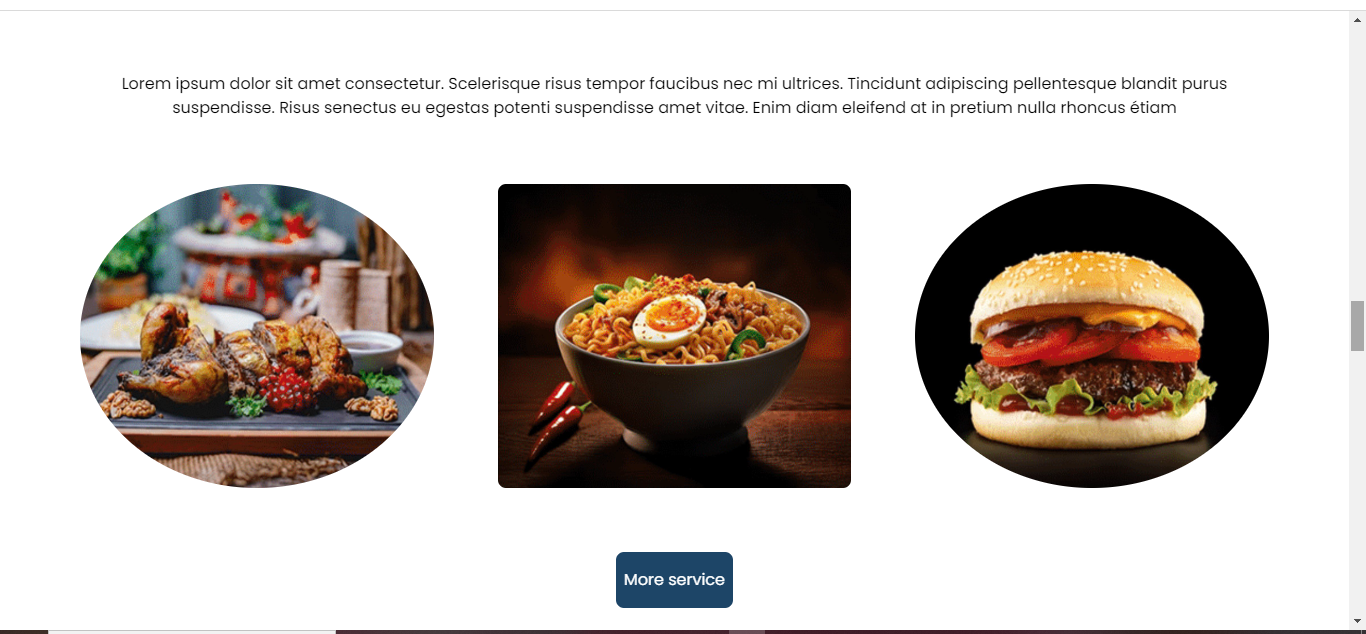 Lorem ipsum dolor sit amet consectetur. Scelerisque risus tempor faucibus nec mi ultrices. Tincidunt adipiscing pellentesque blandit purus
suspendisse. Risus senectus eu egestas potenti suspendisse amet vitae. Enim diam eleifend at in pretium nulla rhoncus étiam
More service